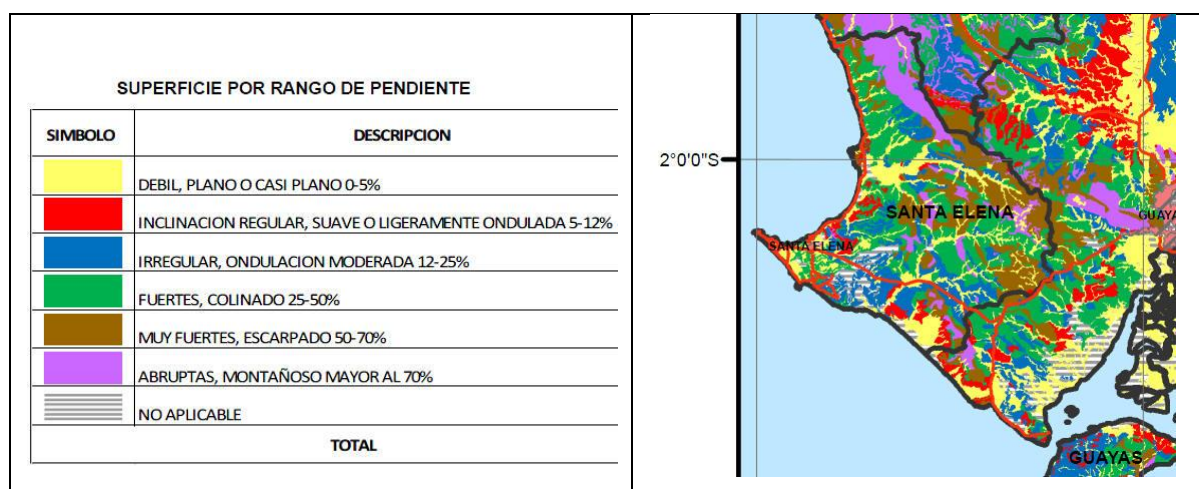 SUPERFICIE POR RANGO DE PENDIENTE
SIMBOLO DESCRIPCION
DEBIL, PLANO O CASI PLANO 0-5%
INCLINACION REGULAR, SUAVE O LIGERAMENTE ONDULADA 5-12%
IRREGULAR, ONDULACION MODERADA 12-25%
FUERTES, COLINADO 25-50%
MUY FUERTES, ESCARPADO 50-70%
ABRUPTAS, MONTAÑOSO MAYOR AL 70%
NO APLICABLE
TOTAL
2°0'0"S
SANTA ELENA
GUAYA
SANTA ELENA
GUAYAS